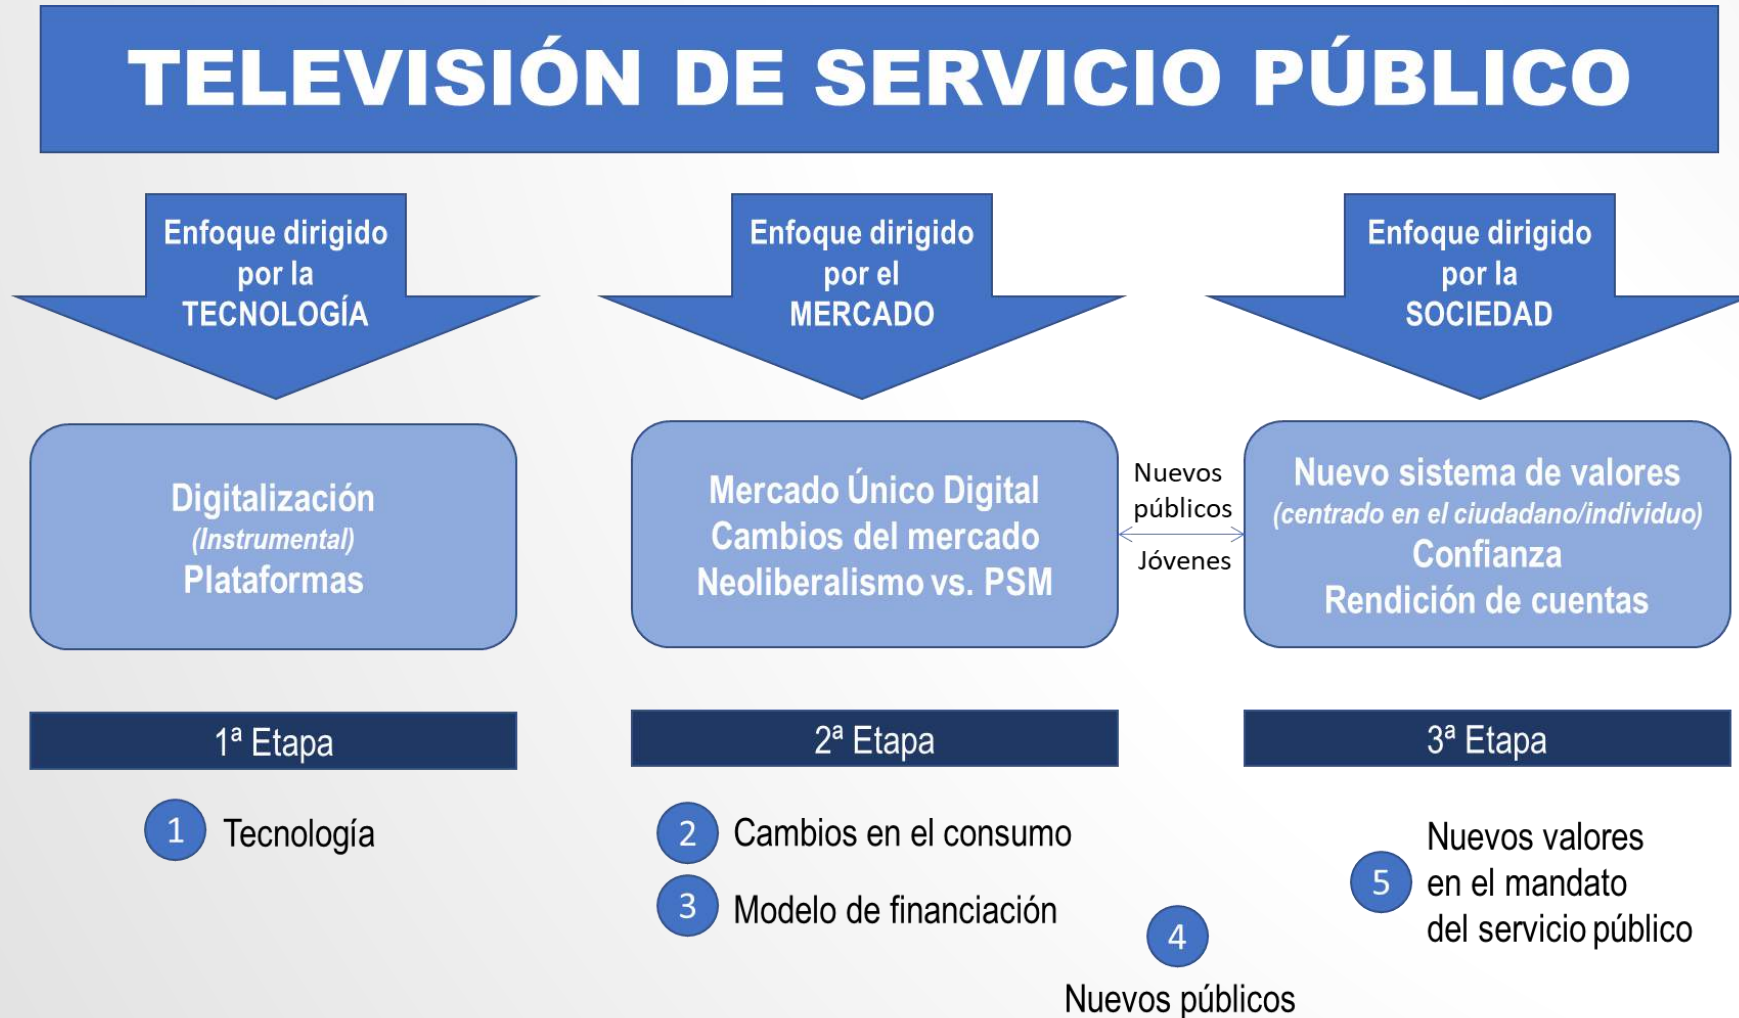 TELEVISIÓN DE SERVICIO PÚBLICO
Enfoque dirigido
por la
TECNOLOGÍA
Enfoque dirigido
por el
MERCADO
Enfoque dirigido
por la
SOCIEDAD
Digitalización
(Instrumental)
Plataformas
Mercado Único Digital
Cambios del mercado
Neoliberalismo vs. PSM
Nuevos
públicos
Jóvenes
Nuevo sistema de valores
(centrado en el ciudadano/individuo)
Confianza
Rendición de cuentas
1ª Etapa
2ª Etapa
3ª Etapa
1 Tecnología
2 Cambios en el consumo
3 Modelo de financiación
4
Nuevos públicos
5
Nuevos valores
en el mandato
del servicio público